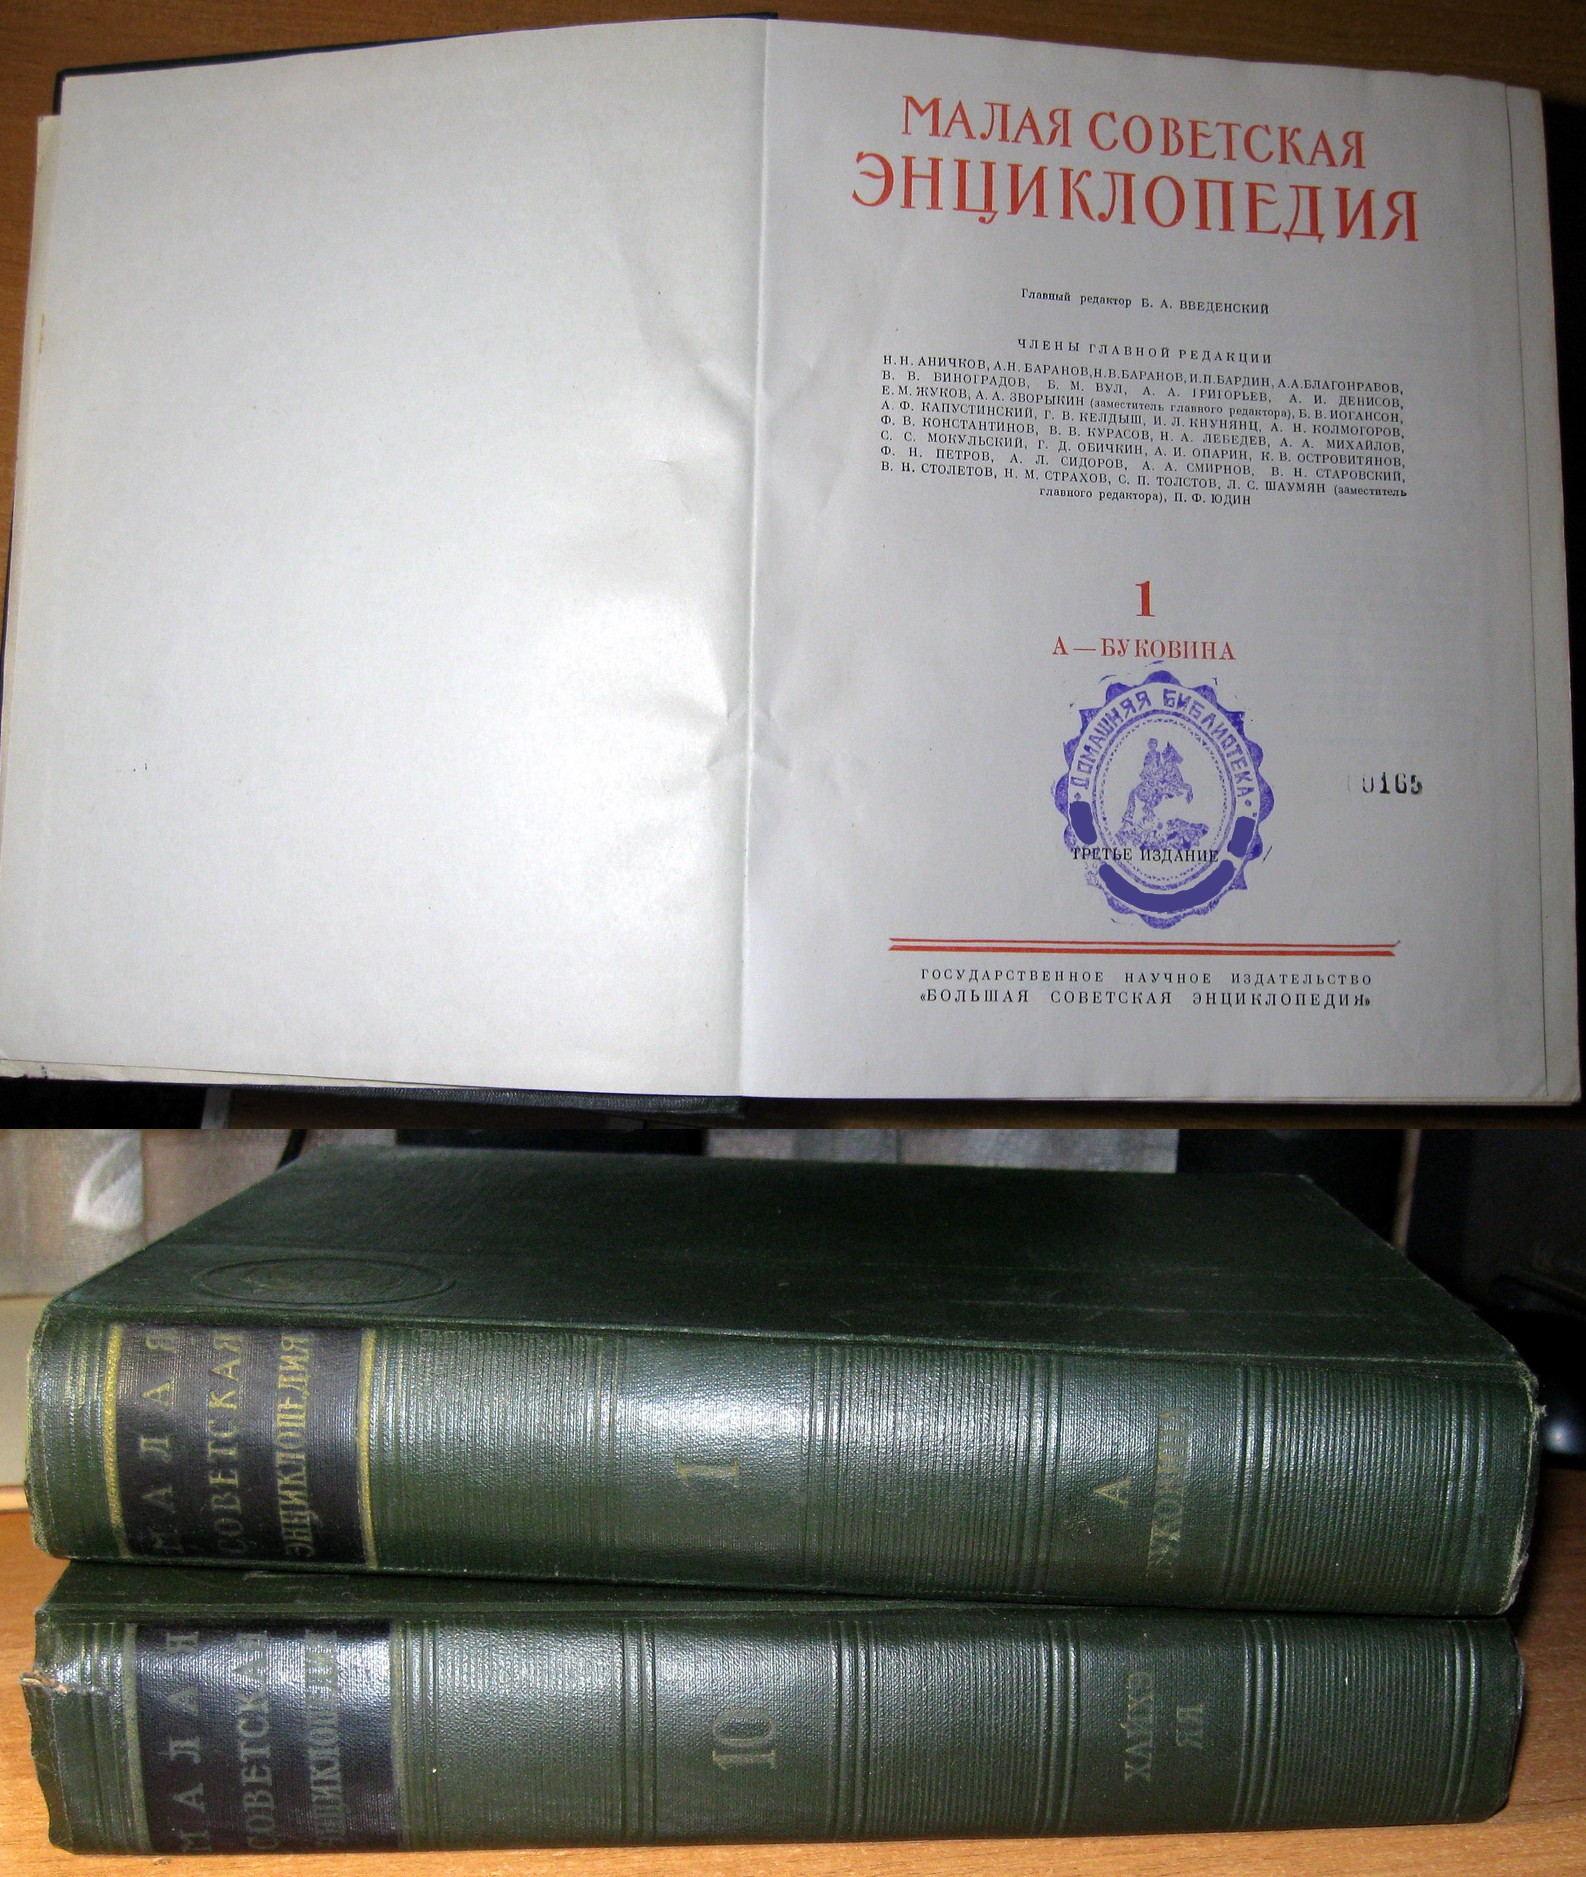 МАЛАЯ СОВЕТСКАЯ
ЭНЦИКЛОПЕДИЯ
Главный редактор Б. А. ВВЕДЕНСКИЙ
ЧЛЕНЫ ГЛАВНОЙ РЕДАКЦИИ
Н. Н. АНИЧКОВ, А. Н. БАРАНОВ, Н. В. БАРАНОВ, И. П. БАРДИН, А. А. БЛАГОНРАВОВ,
В. В. ВИНОГРАДОВ, Б. М. ВУЛ, А. А. ГРИГОРЬЕВ, А. И. ДЕНИСОВ,
Е. М. ЖУКОВ, А. А. ЗВОРЫКИН (заместитель главного редактора), Б. В. ИОГАНСОН,
А. Ф. КАПУСТИНСКИЙ, Г. В. КЕЛДЫШ, И. Л. КНУНЯНЦ, А. Н. КОЛМОГОРОВ,
Ф. В. КОНСТАНТИНОВ, В. В. КУРАСОВ, Н. А. ЛЕБЕДЕВ, А. А. МИХАЙЛОВ,
С. С. МОКУЛЬСКИЙ, Г. Д. ОБИЧКИН, А. И. ОПАРИН, К. В. ОСТРОВИТЯНОВ,
Ф. Н. ПЕТРОВ, А. Л. СИДОРОВ, А. А. СМИРНОВ, В. Н. СТАРОВСКИЙ,
В. Н. СТОЛЕТОВ, Н. М. СТРАХОВ, С. П. ТОЛСТОВ, Л. С. ШАУМЯН (заместитель
главного редактора), П. Ф. ЮДИН
1
А — БУКОВИНА
ДОМАШНЯЯ БИБЛИОТЕКА
0165
ТРЕТЬЕ ИЗДАНИЕ
ГОСУДАРСТВЕННОЕ НАУЧНОЕ ИЗДАТЕЛЬСТВО
«БОЛЬШАЯ СОВЕТСКАЯ ЭНЦИКЛОПЕДИЯ»
МАЛАЯ
СОВЕТСКАЯ
ЭНЦИКЛОПЕДИЯ
1
А
БУКОВИНА
МАЛАЯ
СОВЕТСКАЯ
ЭНЦИКЛОПЕДИЯ
10
ХАЙХЭ
ЯЯ